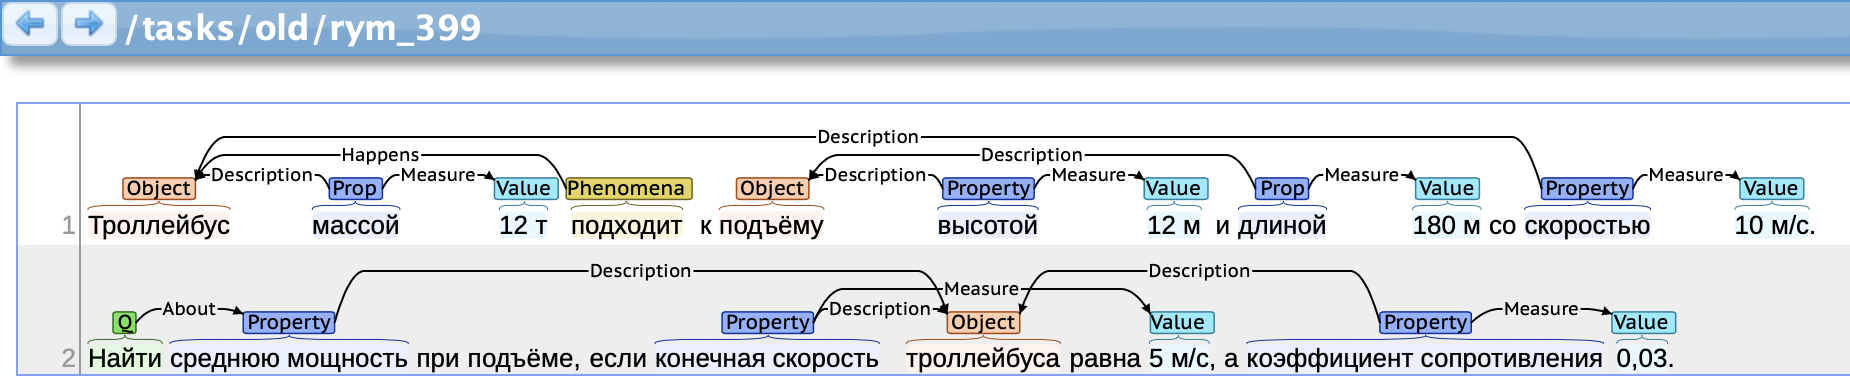 /tasks/old/rym_399
Description
Happens Description
Object Description Prop Measure Value Phenomena Object Description Property Measure Value Prop Measure Value Property Measure Value
1 Троллейбус массой 12 т подходит к подъёму высотой 12 м и длиной 180 м со скоростью 10 м/с.
Description Description
Measure
Q About Property Property Description Object Value Property Measure Value
2 Найти среднюю мощность при подъёме, если конечная скорость троллейбуса равна 5 м/с, а коэффициент сопротивления 0,03.